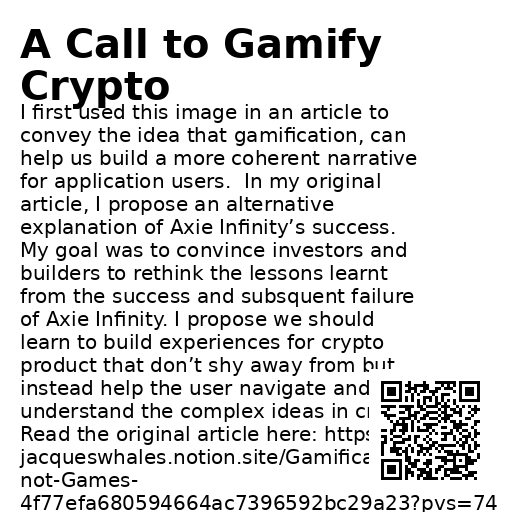 A Call to Gamify
Crypto
I first used this image in an article to
convey the idea that gamification, can
help us build a more coherent narrative
for application users.  In my original
article, I propose an alternative
explanation of Axie Infinity’s success.
My goal was to convince investors and
builders to rethink the lessons learnt
from the success and subsquent failure
of Axie Infinity. I propose we should
learn to build experiences for crypto
product that don’t shy away from but
instead help the user navigate and
understand the complex ideas in
Read the original article here:
jacqueswhales.notion.site/
not-Games-
4f77efa680594664ac7396592bc29a23?pvs=74